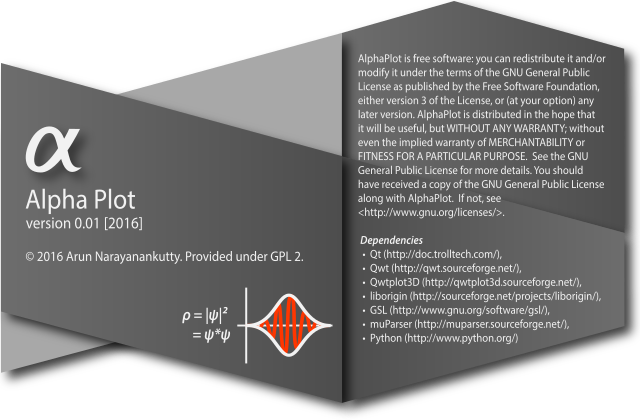 α
Alpha Plot
version 0.01 [2016]
© 2016 Arun Narayanankutty. Provided under GPL 2.
ρ = |ψ|²
= ψ*ψ
AlphaPlot is free software: you can redistribute it and/or
modify it under the terms of the GNU General Public
License as published by the Free Software Foundation,
either version 3 of the License, or (at your option) any
later version. AlphaPlot is distributed in the hope that
it will be useful, but WITHOUT ANY WARRANTY; without
even the implied warranty of MERCHANTABILITY or
FITNESS FOR A PARTICULAR PURPOSE. See the GNU
General Public License for more details. You should
have received a copy of the GNU General Public License
along with AlphaPlot. If not, see
<http://www.gnu.org/licenses/>.
Dependencies
• Qt (http://doc.trolltech.com/),
• Qwt (http://qwt.sourceforge.net/),
• Qwtplot3D (http://qwtplot3d.sourceforge.net/),
• liborigin (http://sourceforge.net/projects/liborigin/),
• GSL (http://www.gnu.org/software/gsl/),
• muParser (http://muparser.sourceforge.net/),
• Python (http://www.python.org/)